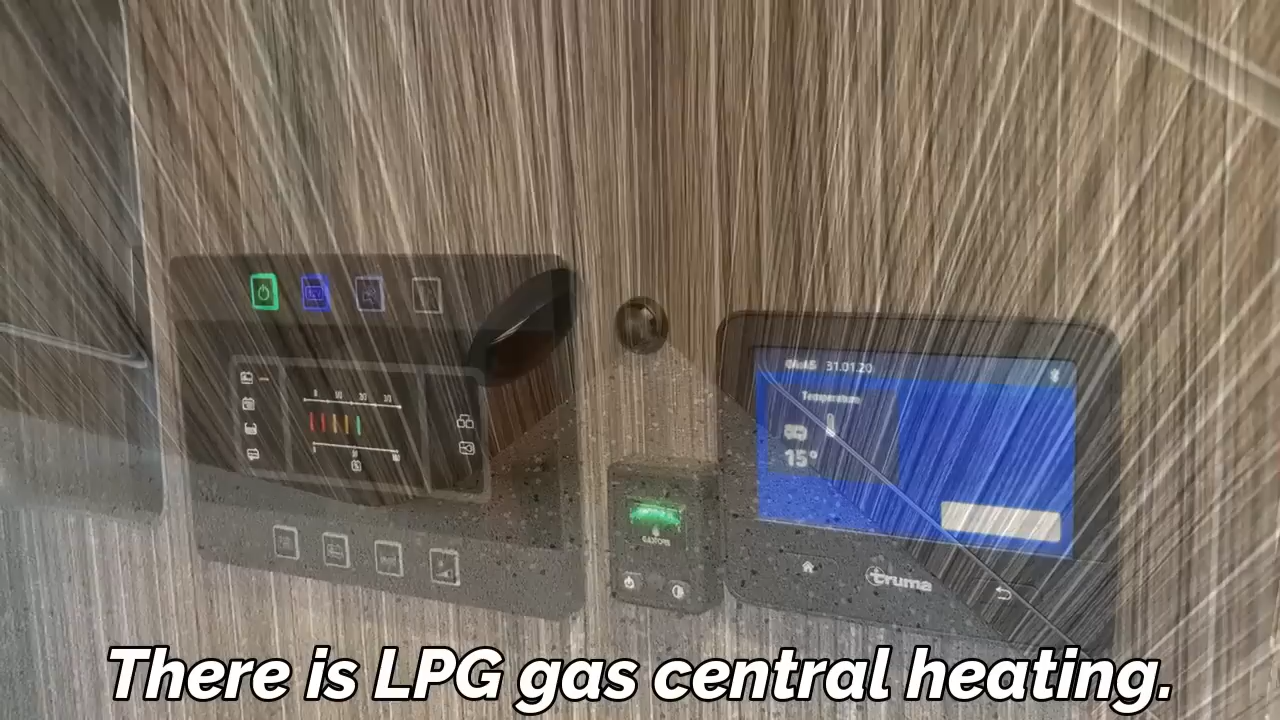 31.01.20
Temperature
15°
truma
There is LPG gas central heating.